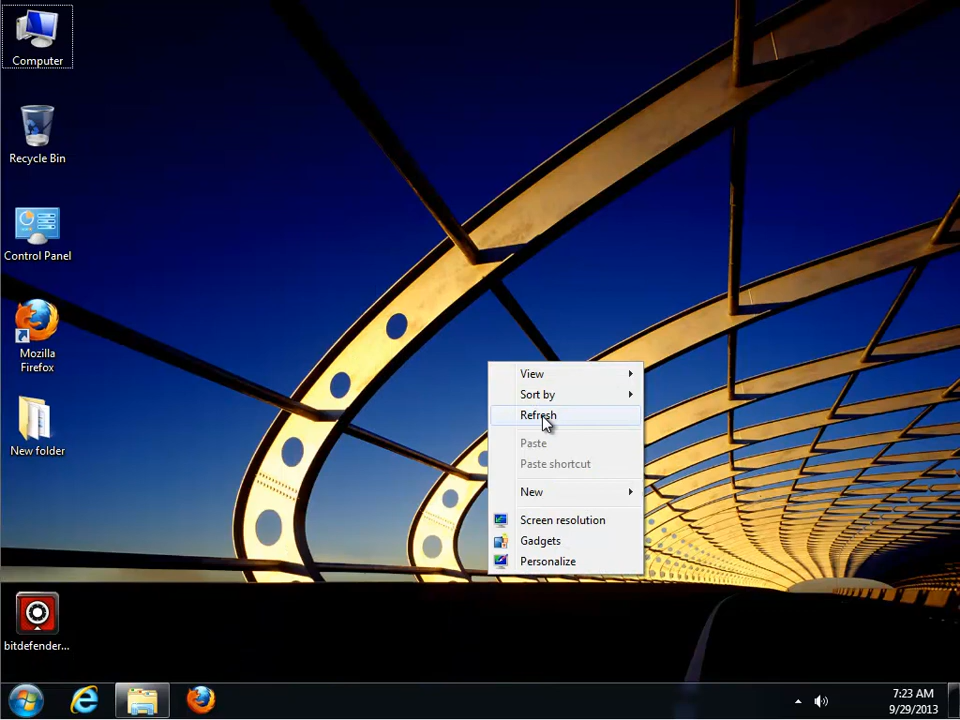 Computer
Recycle Bin
Control Panel
Mozilla
Firefox
New folder
bitdefender...
View
Sort by
Refresh
Paste
Paste shortcut
New
Screen resolution
Gadgets
Personalize
7:23 AM
9/29/2013